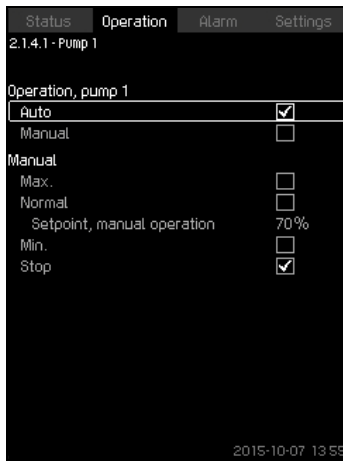 Status Operation Alarm Settings
2.1.4.1 - Pump 1
Operation, pump 1
Auto
Manual
Manual
Max.
Normal
Setpoint, manual operation 70%
Min.
Stop
2015-10-07 13:55